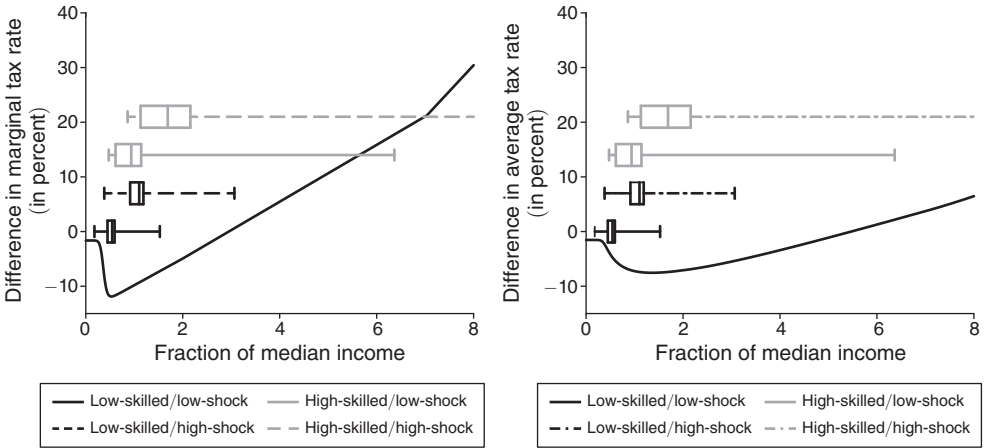 Difference in marginal tax rate
(in percent)
40
30
20
10
0
−10
0 2 4 6 8
Fraction of median income
Low-skilled/low-shock High-skilled/low-shock
Low-skilled/high-shock High-skilled/high-shock
Difference in average tax rate
(in percent)
40
30
20
10
0
−10
0 2 4 6 8
Fraction of median income
Low-skilled/low-shock High-skilled/low-shock
Low-skilled/high-shock High-skilled/high-shock